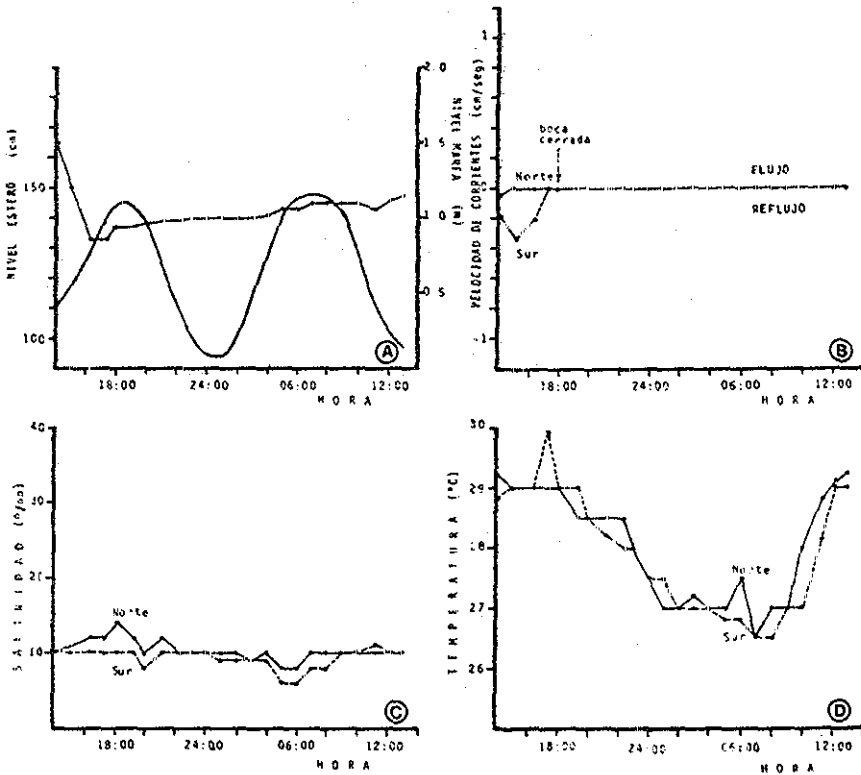 NIVEL ESTERO (cm)
150
100
2.0
1.5
1.0
0.5
NIVEL MAREA (m)
A
18:00 24:00 06:00 12:00
HORA
VELOCIDAD DE CORRIENTES (cm/seg)
1
0
-1
boca
cerrada
Norte
Sur
FLUJO
REFLUJO
B
18:00 24:00 06:00 12:00
HORA
SALINIDAD (º/oo)
40
30
20
10
Norte
Sur
C
18:00 24:00 06:00 12:00
HORA
TEMPERATURA (°C)
30
29
28
27
26
Norte
Sur
D
18:00 24:00 06:00 12:00
HORA